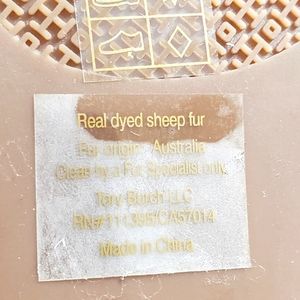 Real dyed sheep fur
Fur origin: Australia
Clean by a Fur Specialist only.
Tory Burch LLC
RN#111395/CA57014
Made in China